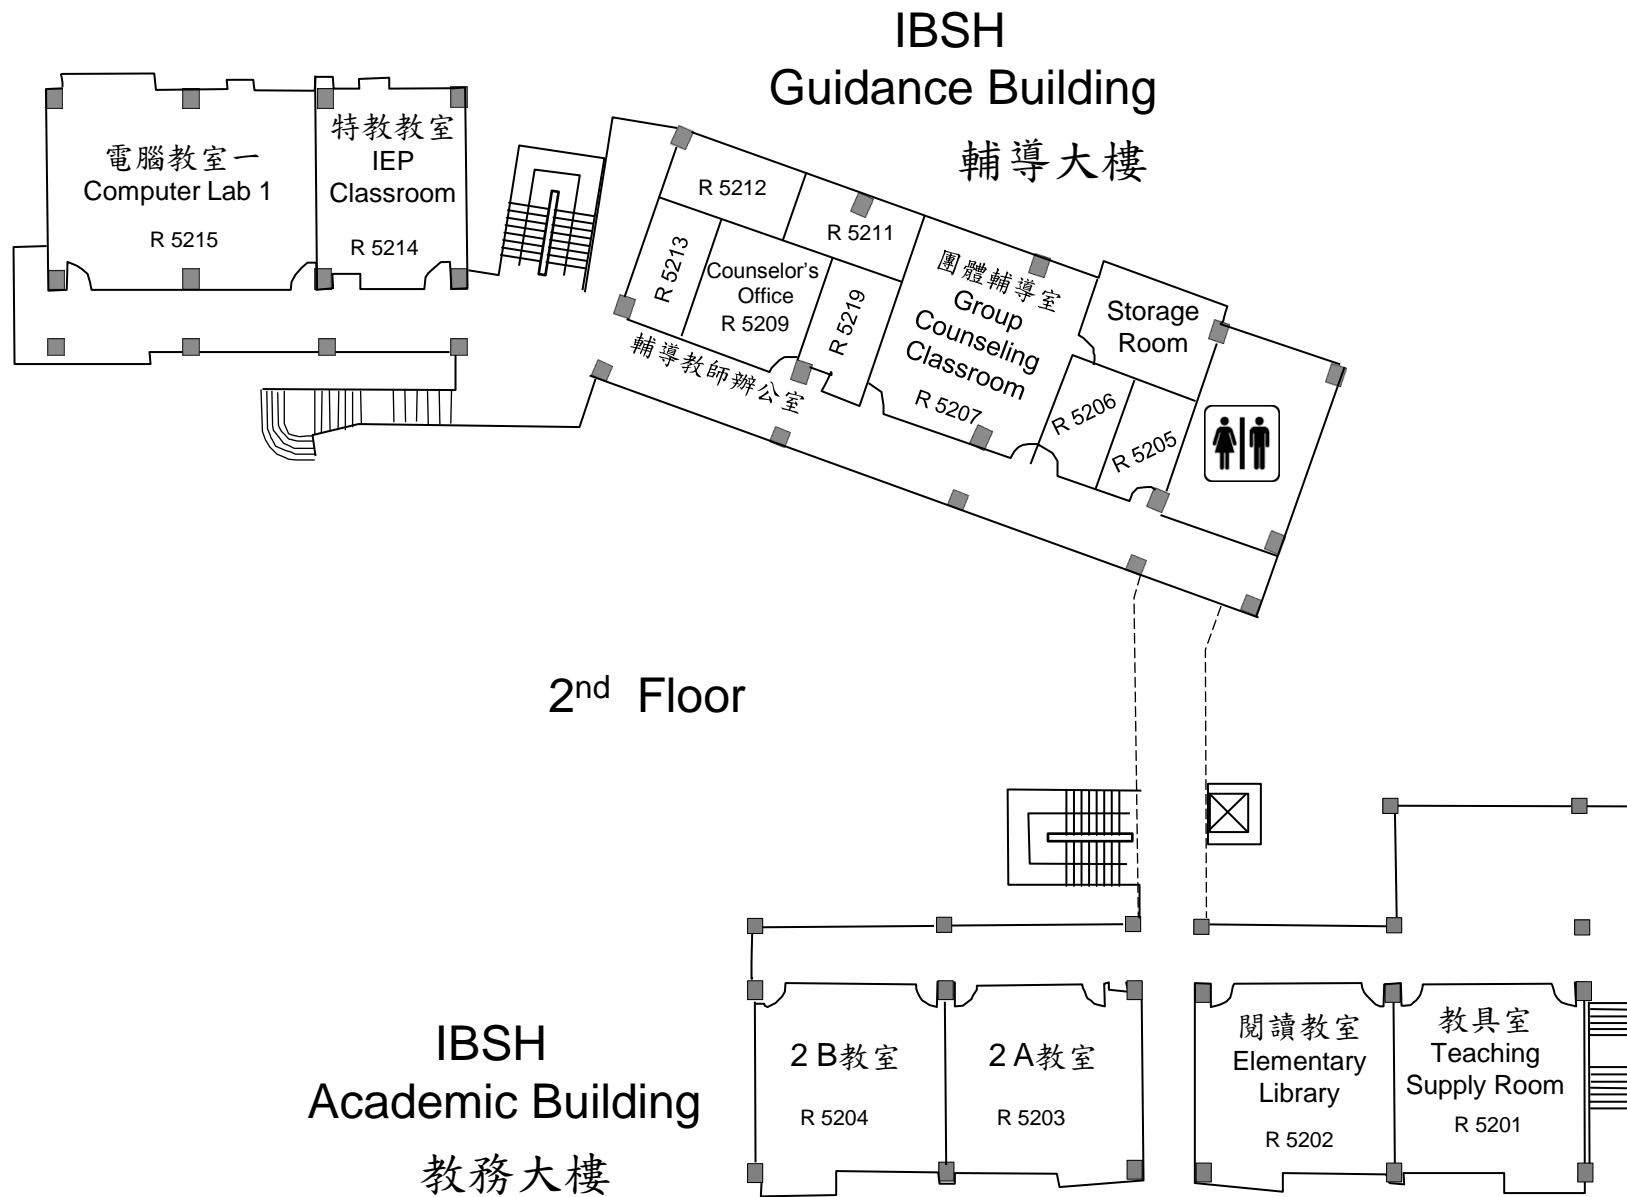 IBSH
Guidance Building
輔導大樓
電腦教室一
Computer Lab 1
R 5215
特教教室
IEP
Classroom
R 5214
R 5212
R 5211
R 5213
Counselor's
Office
R 5209
R 5219
輔導教師辦公室
團體輔導室
Group
Counseling
Classroom
R 5207
Storage
Room
R 5206
R 5205
2nd Floor
IBSH
Academic Building
教務大樓
2 B教室
R 5204
2 A教室
R 5203
閱讀教室
Elementary
Library
R 5202
教具室
Teaching
Supply Room
R 5201